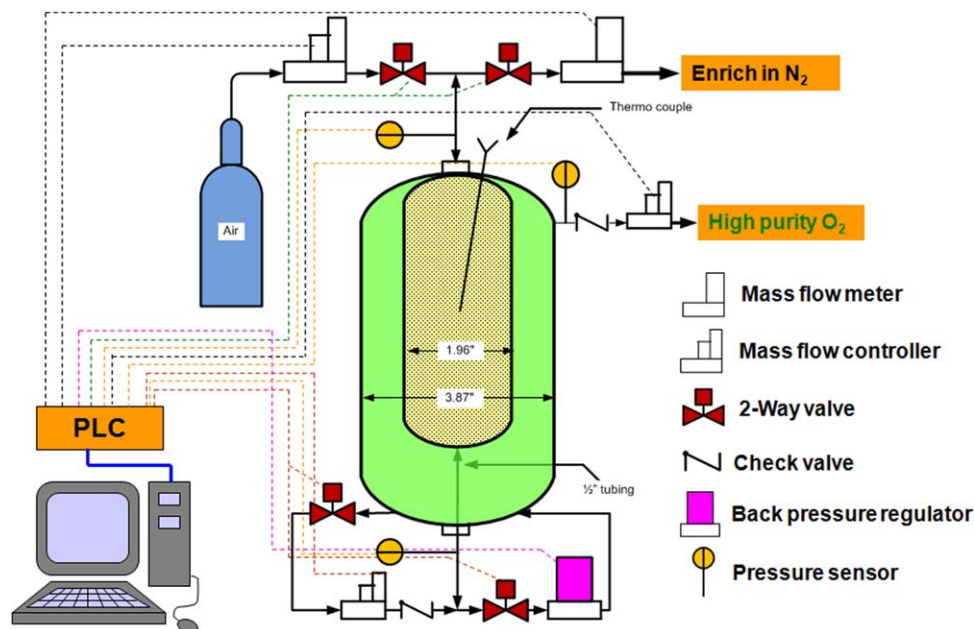 Enrich in N₂
Thermo couple
Air
High purity O₂
Mass flow meter
1.96"
Mass flow controller
3.87"
PLC
2-Way valve
Check valve
½" tubing
Back pressure regulator
Pressure sensor